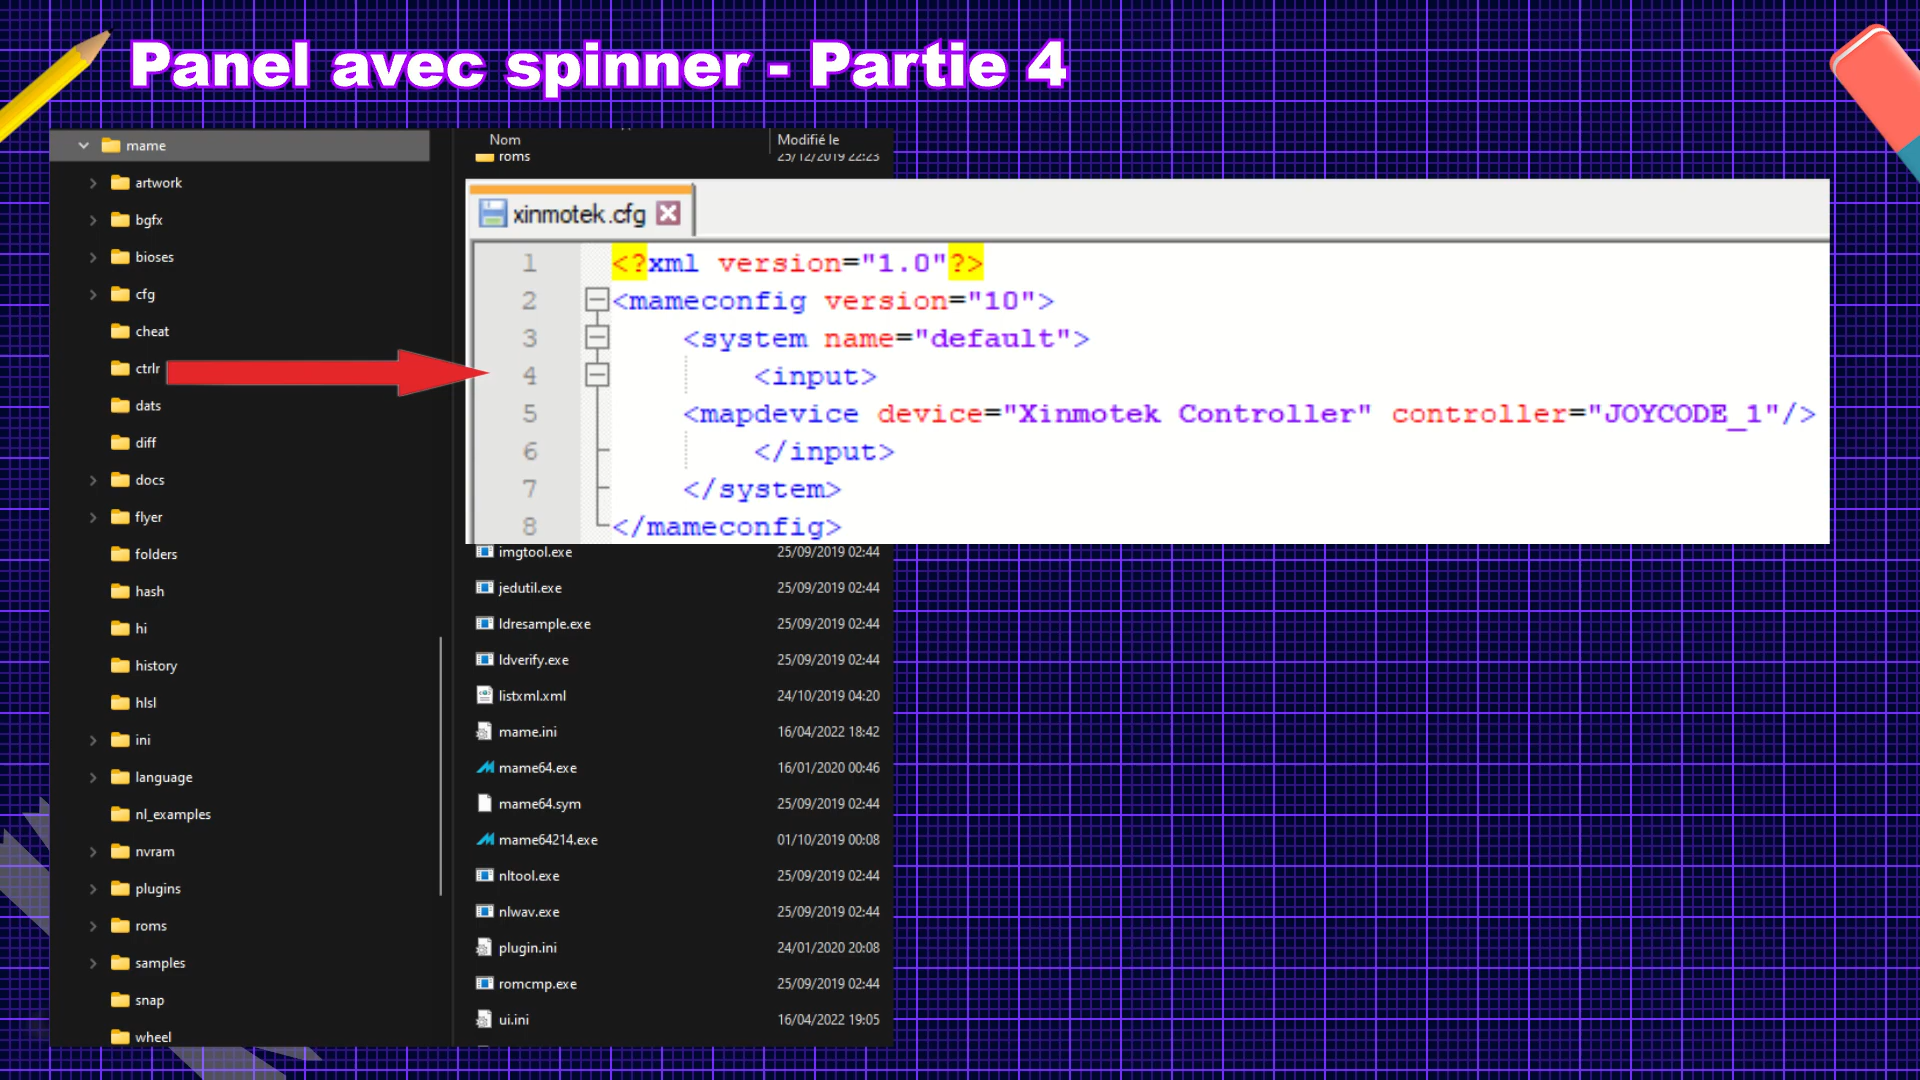 Panel avec spinner - Partie 4
mame
artwork
bgfx
bioses
cfg
cheat
ctrlr
dats
diff
docs
flyer
folders
hash
hi
history
hlsl
ini
language
nl_examples
nvram
plugins
roms
samples
snap
wheel
Nom Modifié le
roms 25/12/2019 22:23
xinmotek.cfg
1 <?xml version="1.0"?>
2 <mameconfig version="10">
3 <system name="default">
4 <input>
5 <mapdevice device="Xinmotek Controller" controller="JOYCODE_1"/>
6 </input>
7 </system>
8 </mameconfig>
imgtool.exe 25/09/2019 02:44
jedutil.exe 25/09/2019 02:44
ldresample.exe 25/09/2019 02:44
ldverify.exe 25/09/2019 02:44
listxml.xml 24/10/2019 04:20
mame.ini 16/04/2022 18:42
mame64.exe 16/01/2020 00:46
mame64.sym 25/09/2019 02:44
mame64214.exe 01/10/2019 00:08
nltool.exe 25/09/2019 02:44
nlwav.exe 25/09/2019 02:44
plugin.ini 24/01/2020 20:08
romcmp.exe 25/09/2019 02:44
ui.ini 16/04/2022 19:05